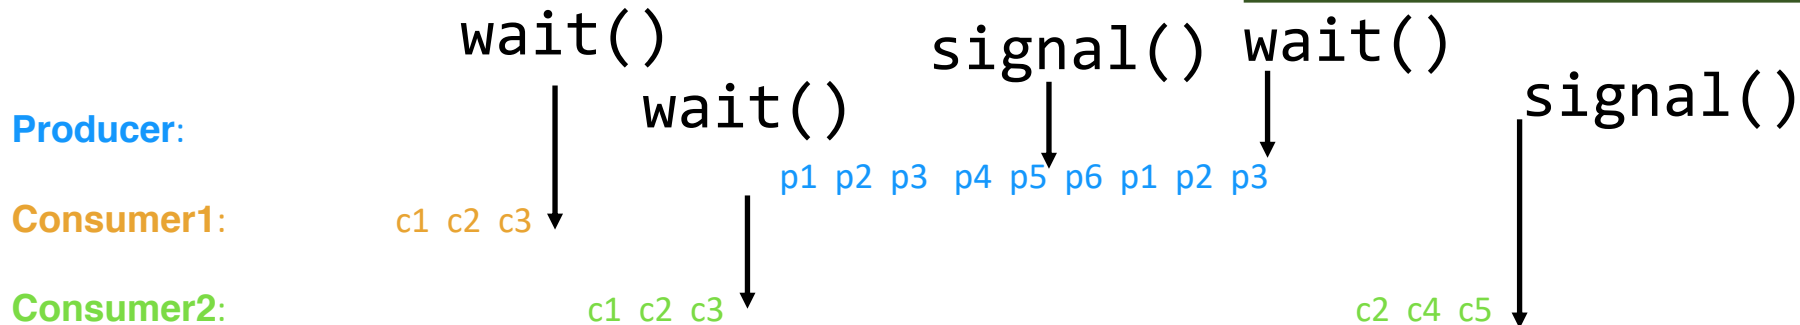 wait()
wait()
signal()
wait()
signal()
Producer:
p1 p2 p3 p4 p5 p6 p1 p2 p3
Consumer1:
c1 c2 c3
Consumer2:
c1 c2 c3
c2 c4 c5